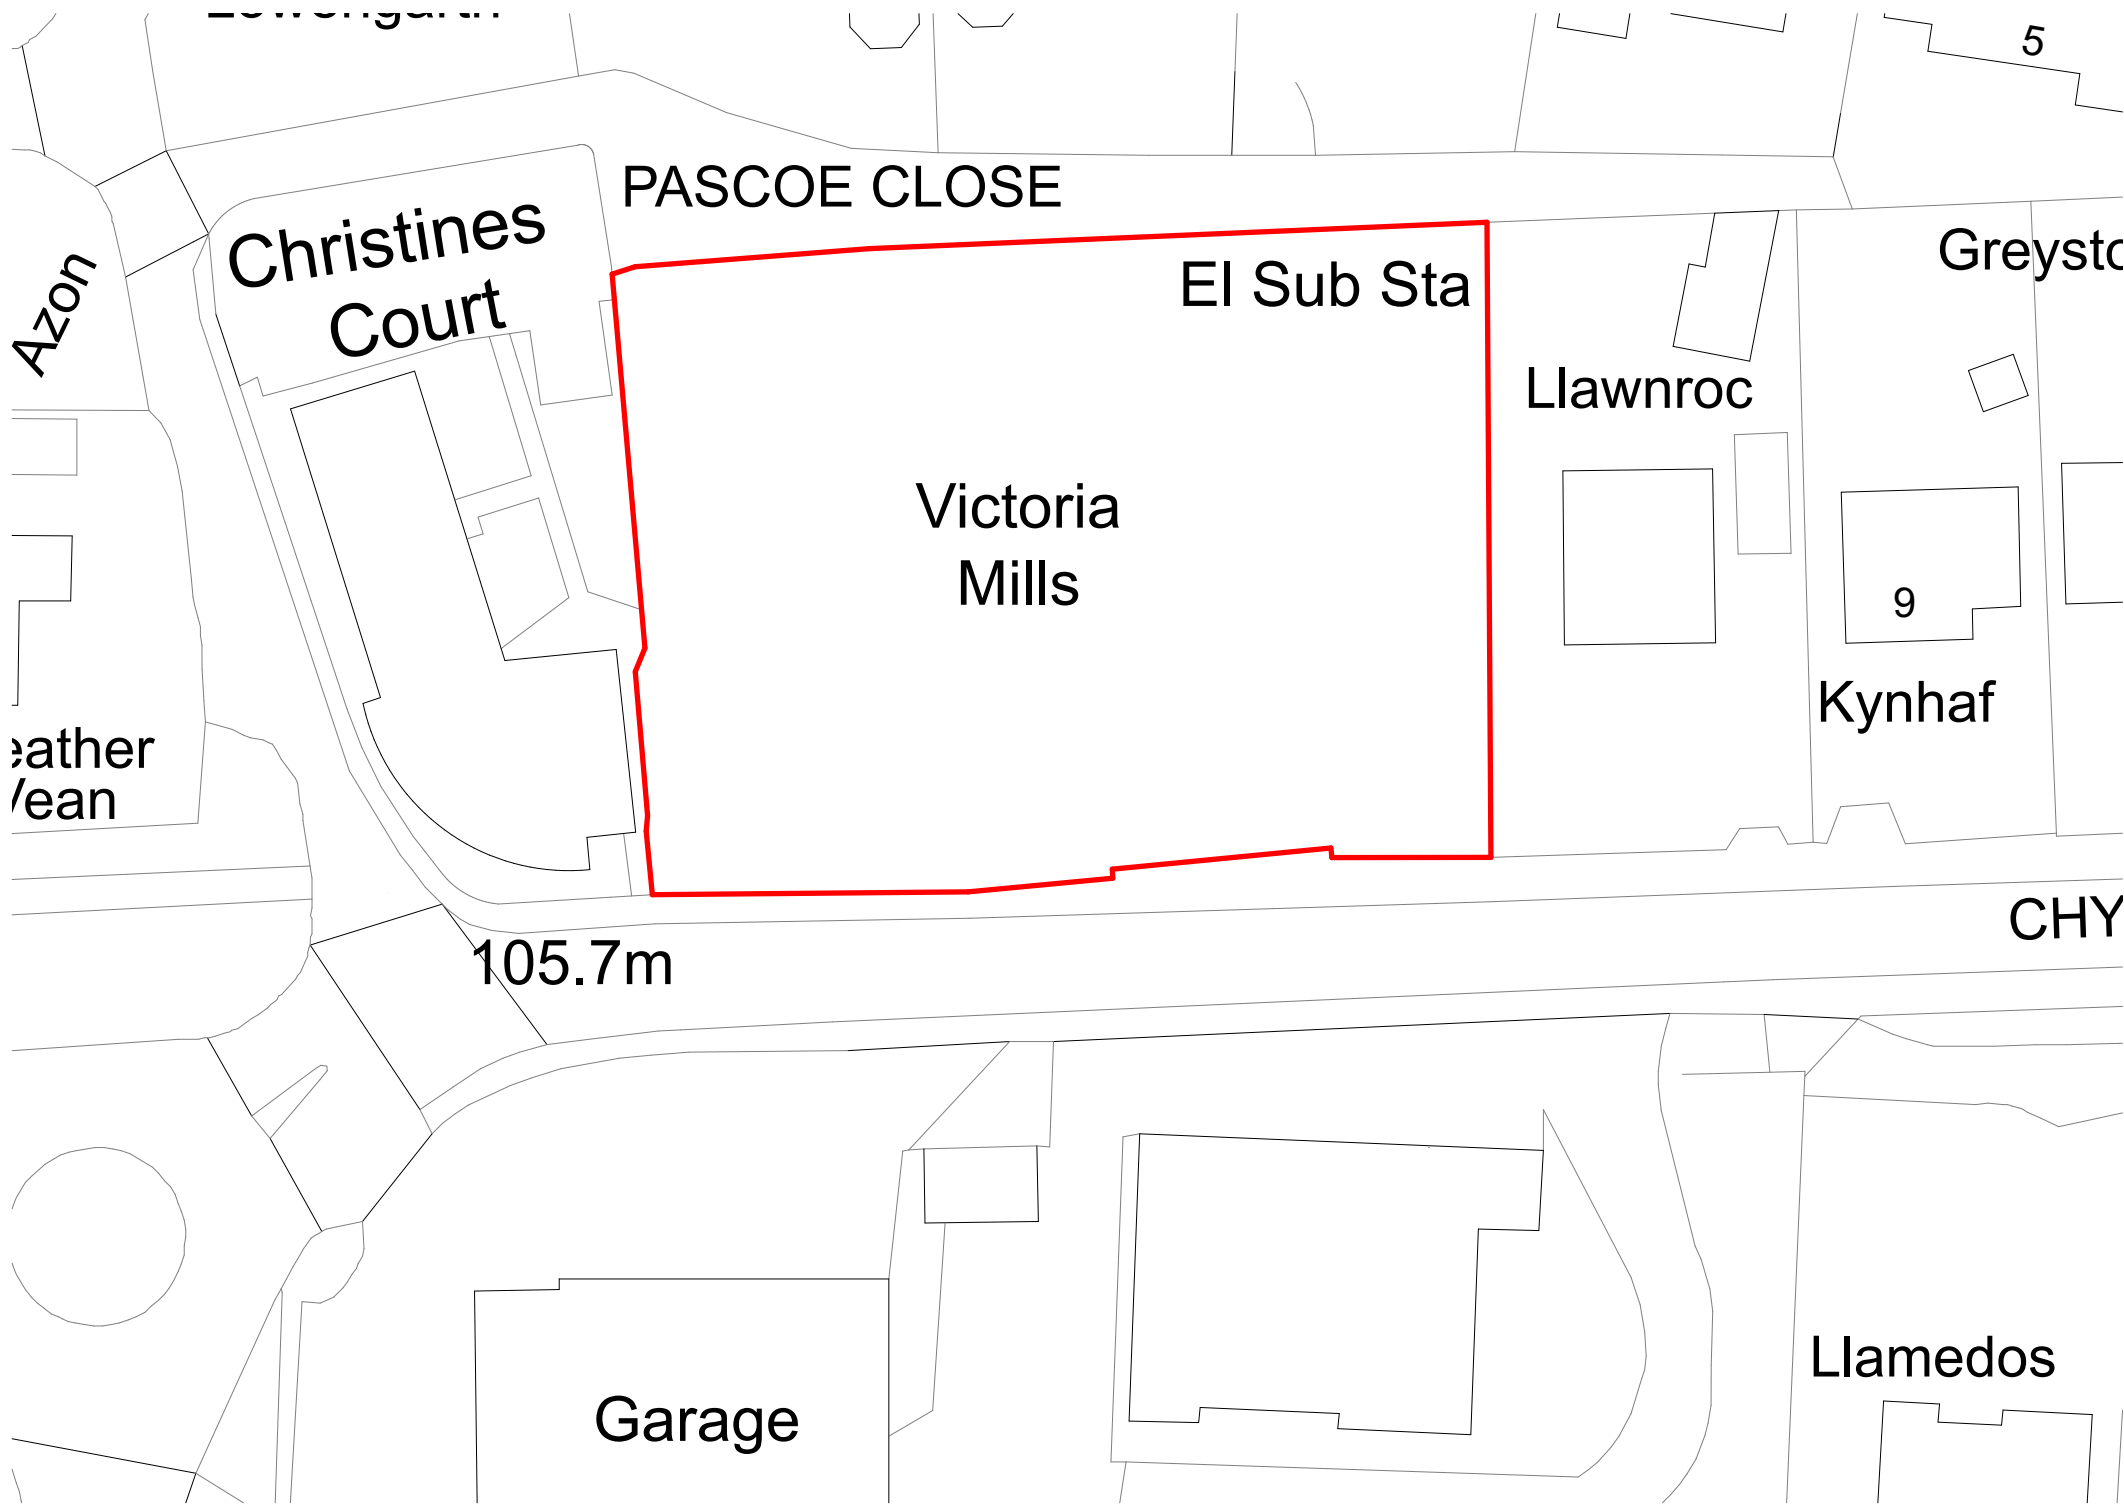 5
PASCOE CLOSE
Christines
Court
El Sub Sta
Azon
Llawnroc
Victoria
Mills
9
Kynhaf
CHY
105.7m
Llamedos
Garage